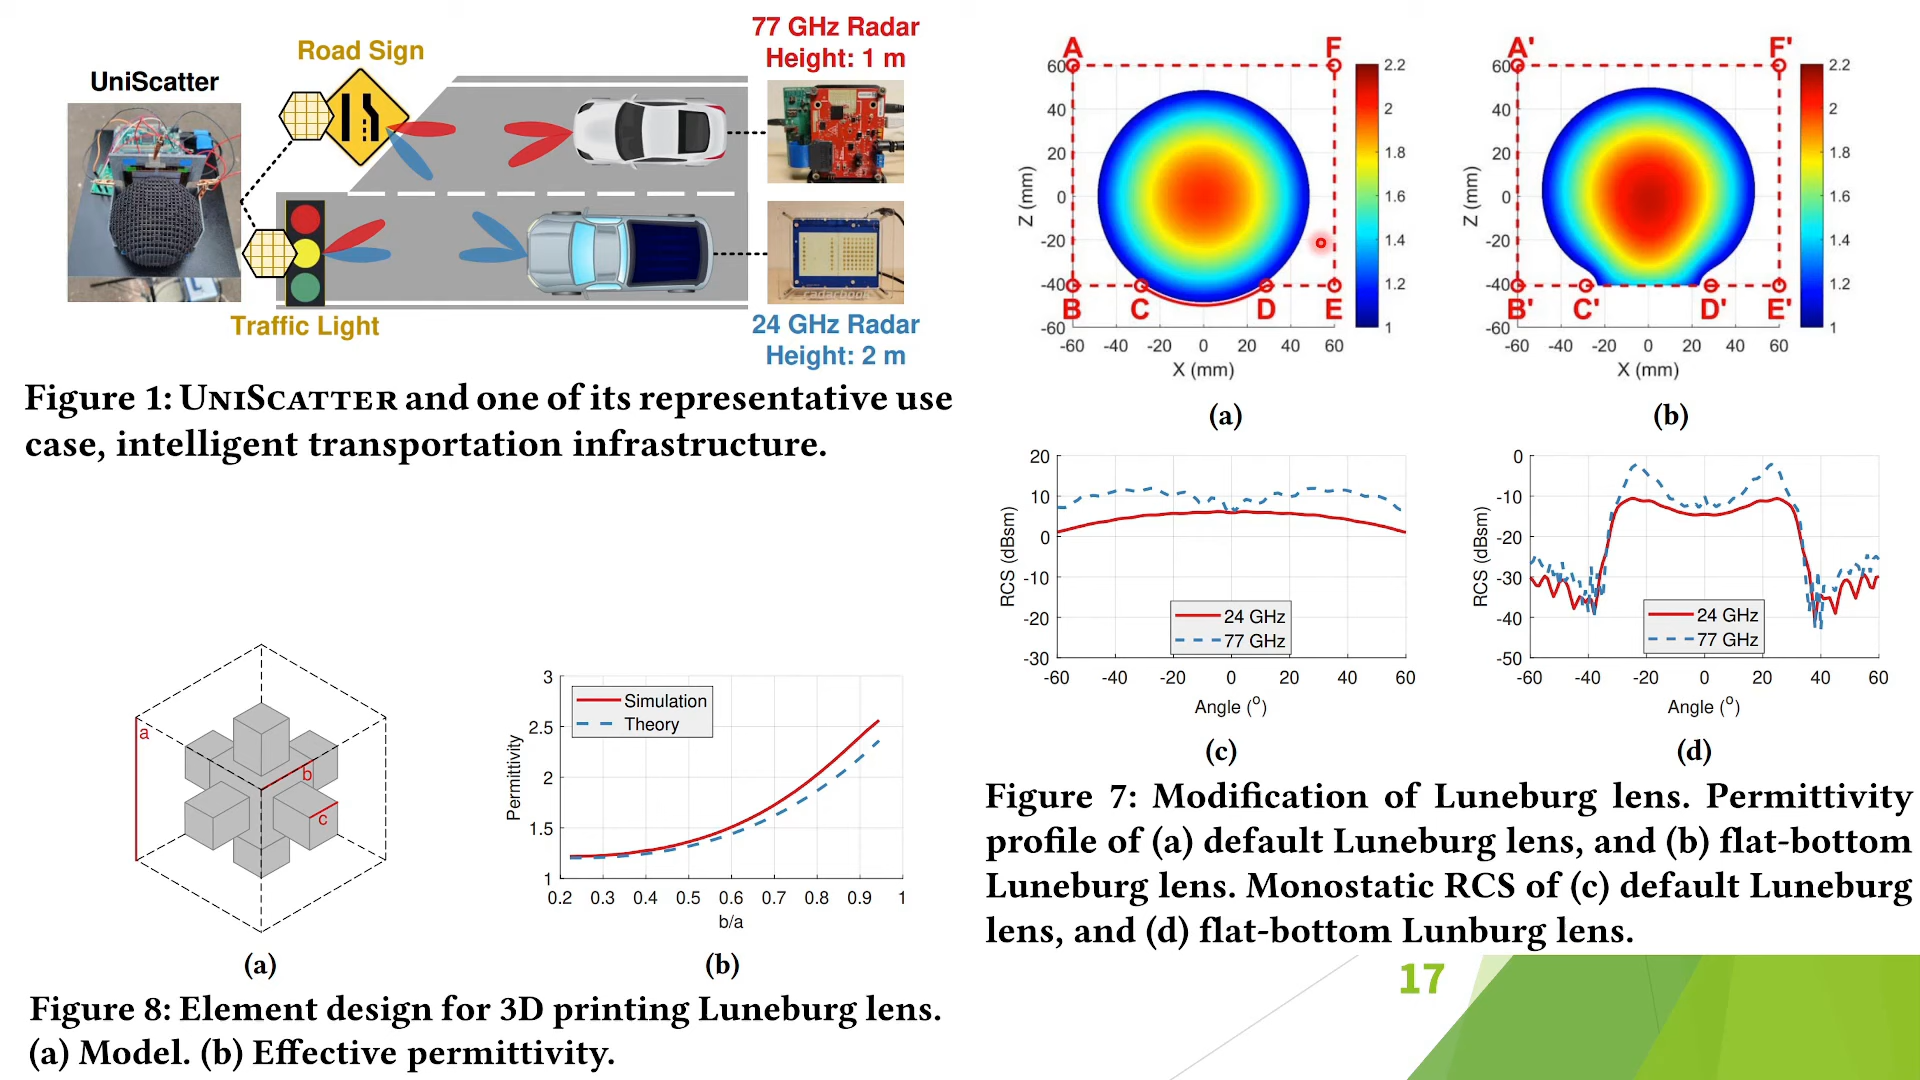 UniScatter
Road Sign
Traffic Light
77 GHz Radar
Height: 1 m
24 GHz Radar
Height: 2 m
Figure 1: UNISCATTER and one of its representative use
case, intelligent transportation infrastructure.
a
b
c
(a)
3
2.5
2
1.5
1
Permittivity
Simulation
Theory
0.2 0.3 0.4 0.5 0.6 0.7 0.8 0.9 1
b/a
(b)
Figure 8: Element design for 3D printing Luneburg lens.
(a) Model. (b) Effective permittivity.
A F
B C D E
60
40
20
0
-20
-40
-60
Z (mm)
-60 -40 -20 0 20 40 60
X (mm)
2.2
2
1.8
1.6
1.4
1.2
1
(a)
A' F'
B' C' D' E'
60
40
20
0
-20
-40
-60
Z (mm)
-60 -40 -20 0 20 40 60
X (mm)
2.2
2
1.8
1.6
1.4
1.2
1
(b)
20
10
0
-10
-20
-30
RCS (dBsm)
24 GHz
77 GHz
-60 -40 -20 0 20 40 60
Angle (°)
(c)
0
-10
-20
-30
-40
-50
RCS (dBsm)
24 GHz
77 GHz
-60 -40 -20 0 20 40 60
Angle (°)
(d)
Figure 7: Modification of Luneburg lens. Permittivity
profile of (a) default Luneburg lens, and (b) flat-bottom
Luneburg lens. Monostatic RCS of (c) default Luneburg
lens, and (d) flat-bottom Lunburg lens.
17